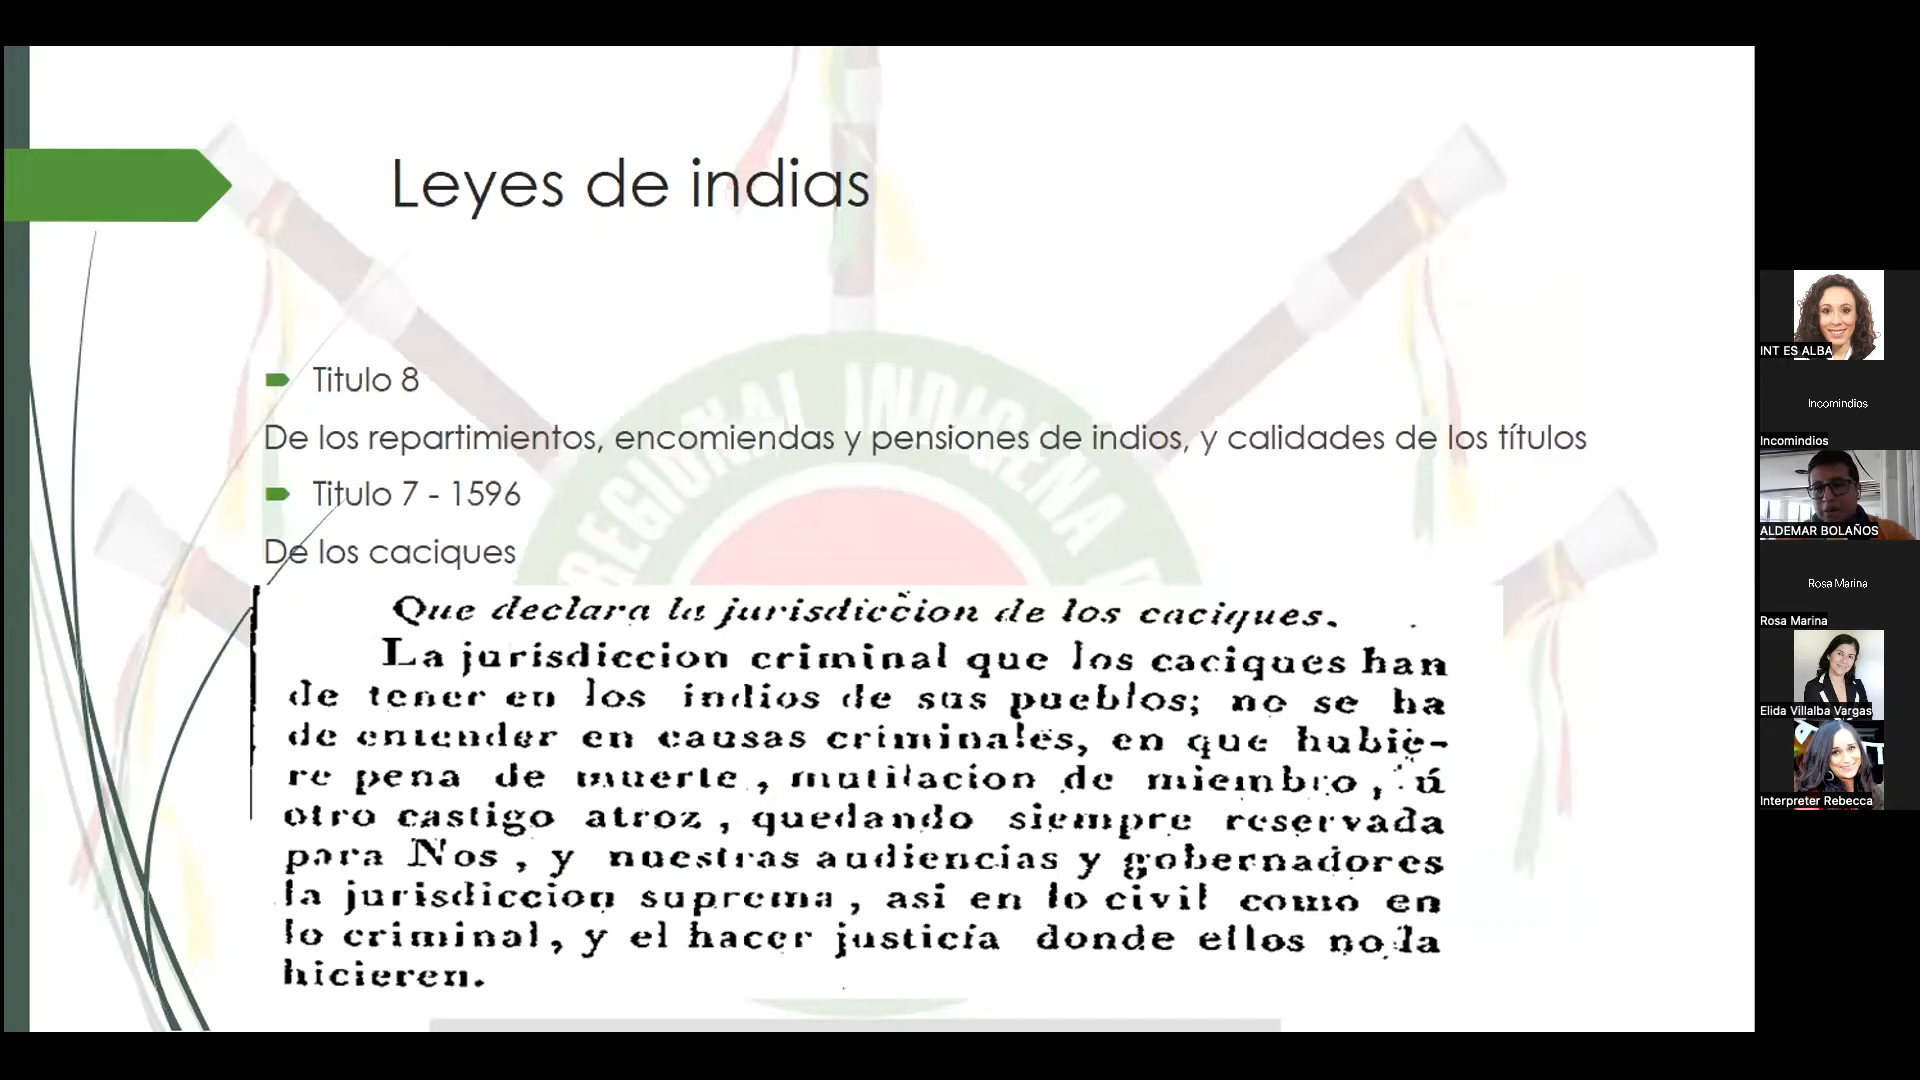 Leyes de indias
Titulo 8
De los repartimientos, encomiendas y pensiones de indios, y calidades de los títulos
Titulo 7 - 1596
De los caciques
REGIONAL INDIGENA
Que declara la jurisdiccion de los caciques.
La jurisdiccion criminal que los caciques han
de tener en los indios de sus pueblos; no se ha
de entender en causas criminales, en que hubie-
re pena de muerte, mutilacion de miembro, ú
otro castigo atroz, quedando siempre reservada
para Nos, y nuestras audiencias y gobernadores
la jurisdiccion suprema, asi en lo civil como en
lo criminal, y el hacer justicia donde ellos no la
hicieren.
INT ES ALBA
Incomindios
Incomindios
ALDEMAR BOLAÑOS
Rosa Marina
Rosa Marina
Elida Villalba Vargas
Interpreter Rebecca